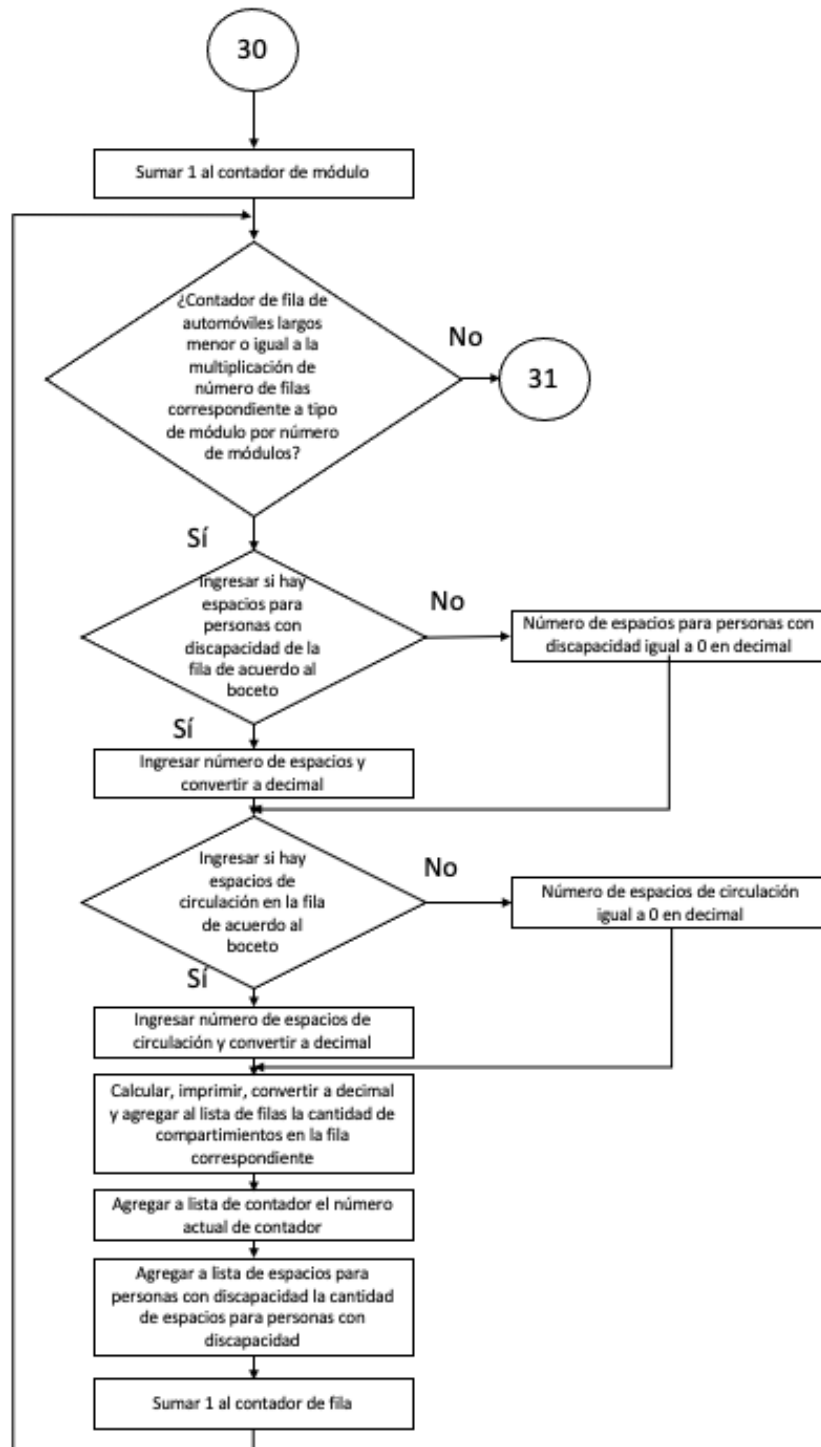 30
Sumar 1 al contador de módulo
¿Contador de fila de
automóviles largos
menor o igual a la
multiplicación de
número de filas
correspondiente a tipo
de módulo por número
de módulos?
No
31
Sí
Ingresar si hay
espacios para
personas con
discapacidad de la
fila de acuerdo al
boceto
No
Número de espacios para personas con
discapacidad igual a 0 en decimal
Sí
Ingresar número de espacios y
convertir a decimal
Ingresar si hay
espacios de
circulación en la fila
de acuerdo al
boceto
No
Número de espacios de circulación
igual a 0 en decimal
Sí
Ingresar número de espacios de
circulación y convertir a decimal
Calcular, imprimir, convertir a decimal
y agregar al lista de filas la cantidad de
compartimientos en la fila
correspondiente
Agregar a lista de contador el número
actual de contador
Agregar a lista de espacios para
personas con discapacidad la cantidad
de espacios para personas con
discapacidad
Sumar 1 al contador de fila